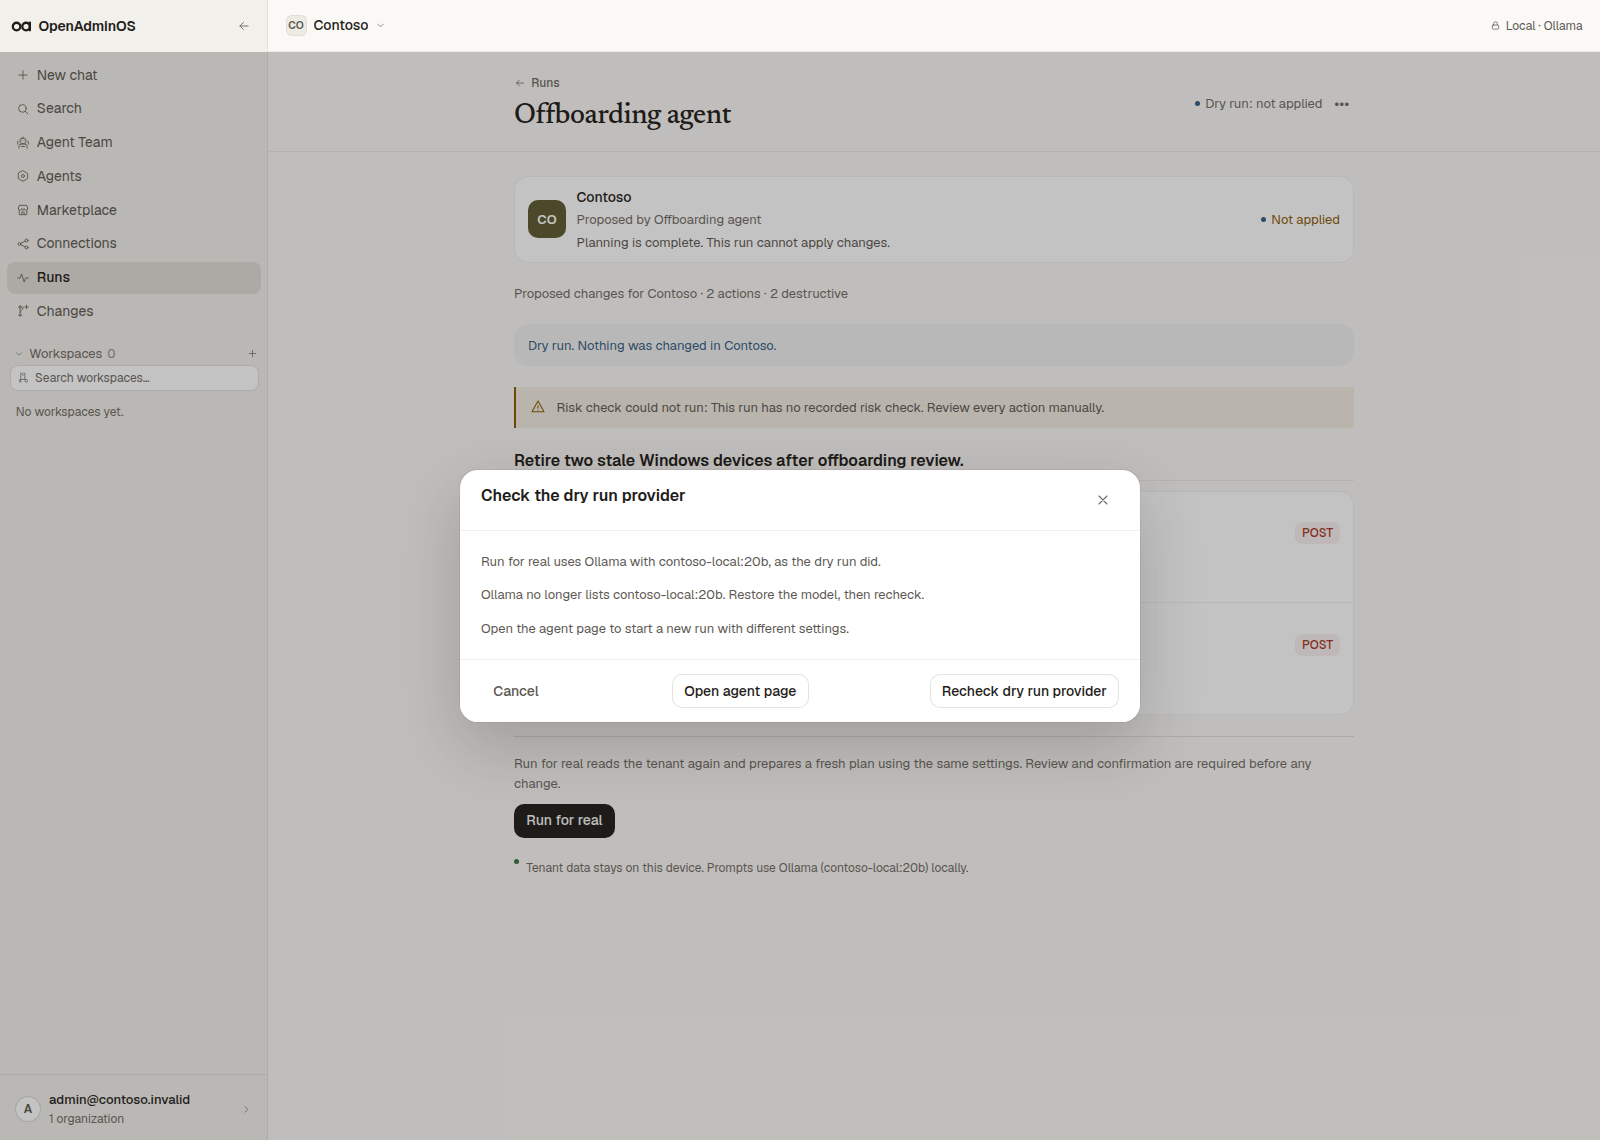 OpenAdminOS
CO Contoso
Local · Ollama
New chat
Search
Agent Team
Agents
Marketplace
Connections
Runs
Changes
Workspaces 0
Search workspaces...
No workspaces yet.
Runs
Offboarding agent
Dry run: not applied
CO
Contoso
Proposed by Offboarding agent
Planning is complete. This run cannot apply changes.
Not applied
Proposed changes for Contoso · 2 actions · 2 destructive
Dry run. Nothing was changed in Contoso.
Risk check could not run: This run has no recorded risk check. Review every action manually.
Retire two stale Windows devices after offboarding review.
POST
POST
Check the dry run provider
Run for real uses Ollama with contoso-local:20b, as the dry run did.
Ollama no longer lists contoso-local:20b. Restore the model, then recheck.
Open the agent page to start a new run with different settings.
Cancel
Open agent page
Recheck dry run provider
Run for real reads the tenant again and prepares a fresh plan using the same settings. Review and confirmation are required before any
change.
Run for real
Tenant data stays on this device. Prompts use Ollama (contoso-local:20b) locally.
A
admin@contoso.invalid
1 organization